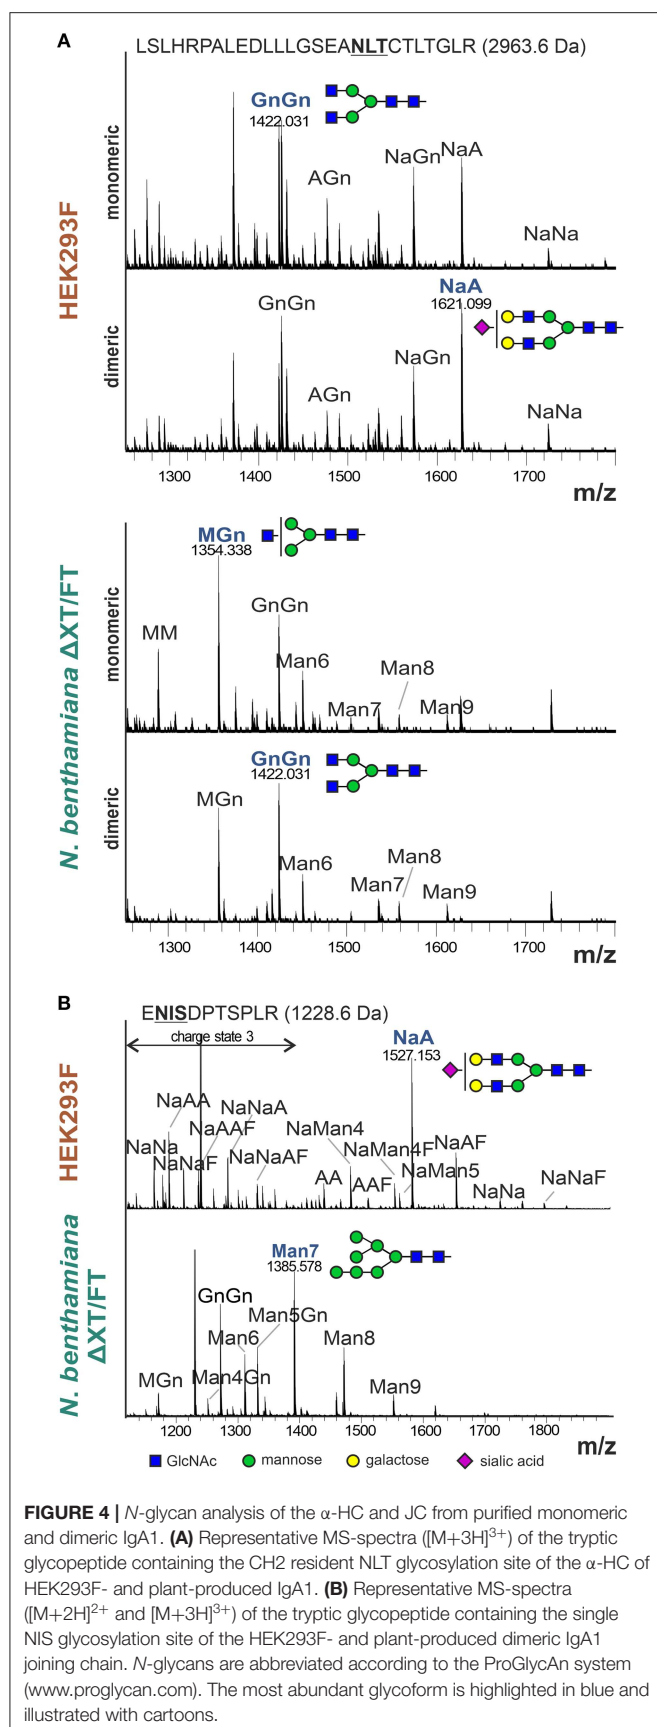 A
LSLHRPALEDLLLGSEANLTCTLTGLR (2963.6 Da)
HEK293F
monomeric
GnGn
1422.031
AGn
NaGn
NaA
NaNa
dimeric
GnGn
AGn
NaGn
NaA
1621.099
NaNa
1300 1400 1500 1600 1700
m/z
N. benthamiana ΔXT/FT
monomeric
MM
MGn
1354.338
GnGn
Man6
Man7
Man8
Man9
dimeric
MGn
GnGn
1422.031
Man6
Man7
Man8
Man9
1300 1400 1500 1600 1700
m/z
B
ENISDPTSPLR (1228.6 Da)
charge state 3
HEK293F
NaNa
NaAA
NaNaF
NaAAF
NaNaA
NaNaAF
AA
NaMan4
AAF
NaMan4F
NaA
1527.153
NaMan5
NaAF
NaNa
NaNaF
N. benthamiana
ΔXT/FT
MGn
GnGn
Man4Gn
Man6
Man5Gn
Man7
1385.578
Man8
Man9
1200 1300 1400 1500 1600 1700 1800
m/z
GlcNAc mannose galactose sialic acid
FIGURE 4 | N-glycan analysis of the α-HC and JC from purified monomeric
and dimeric IgA1. (A) Representative MS-spectra ([M+3H]3+) of the tryptic
glycopeptide containing the CH2 resident NLT glycosylation site of the α-HC of
HEK293F- and plant-produced IgA1. (B) Representative MS-spectra
([M+2H]2+ and [M+3H]3+) of the tryptic glycopeptide containing the single
NIS glycosylation site of the HEK293F- and plant-produced dimeric IgA1
joining chain. N-glycans are abbreviated according to the ProGlycAn system
(www.proglycan.com). The most abundant glycoform is highlighted in blue and
illustrated with cartoons.